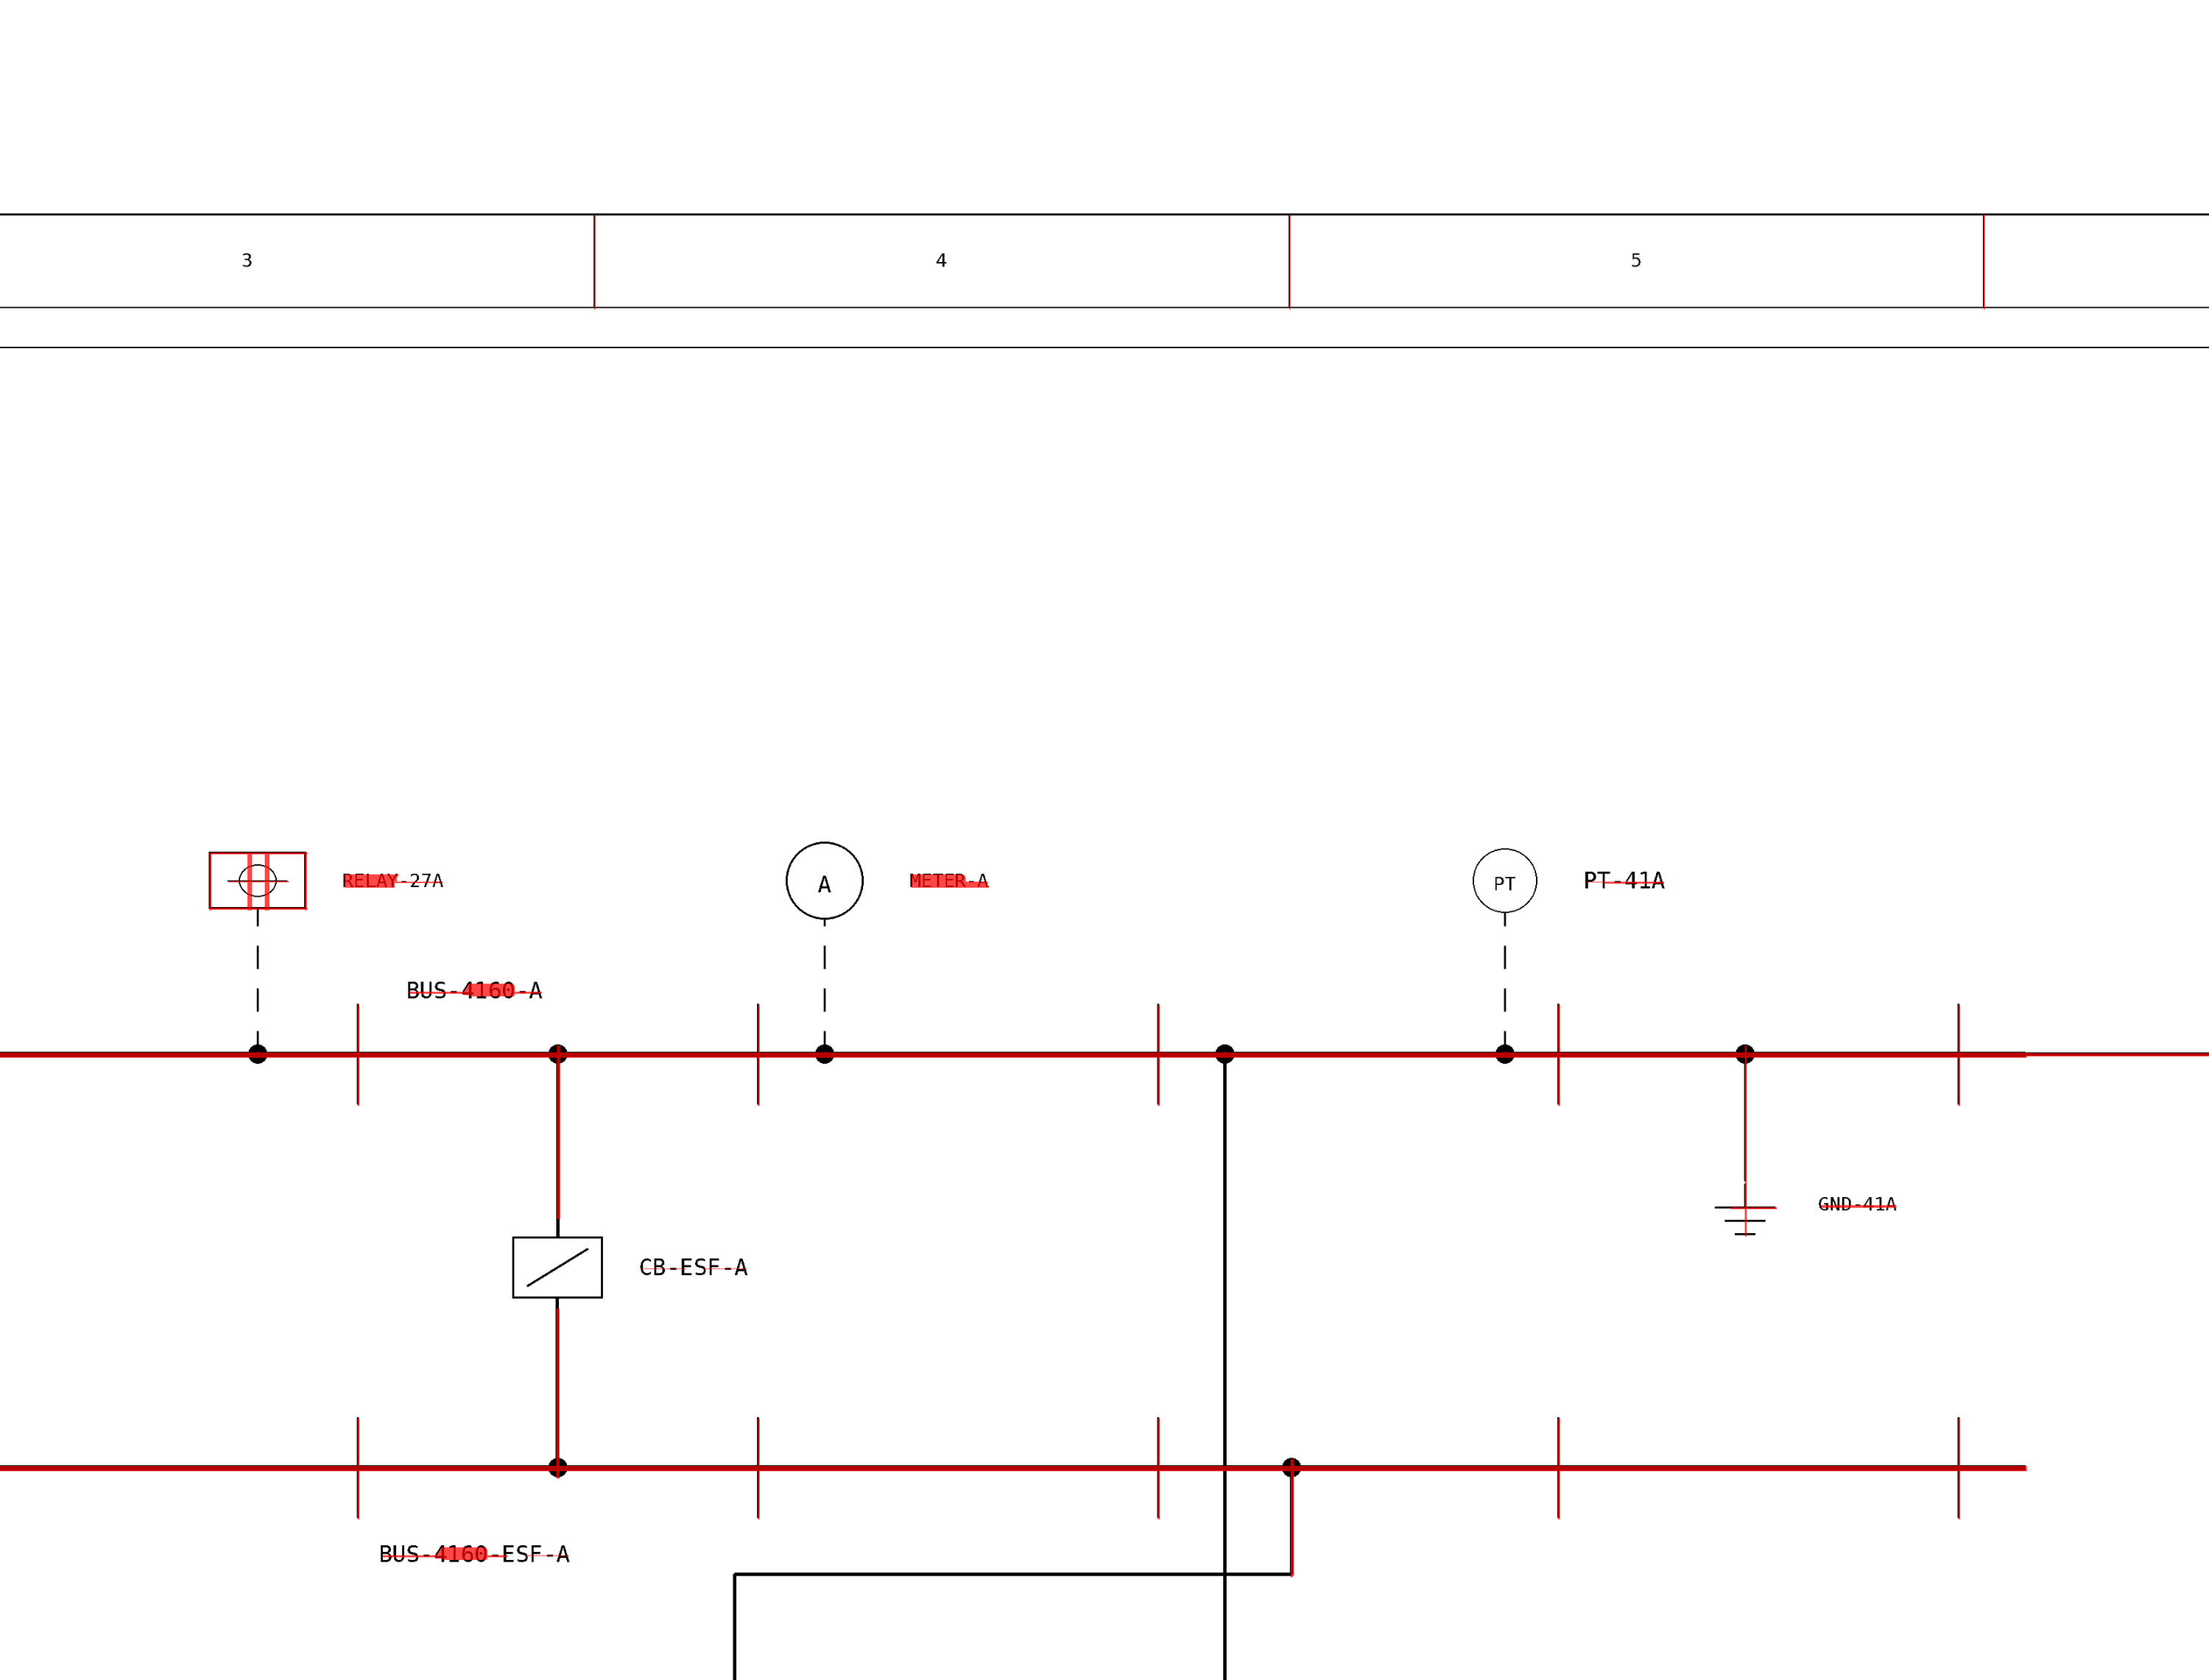 3 4 5
RELAY-27A A METER-A PT PT-41A
BUS-4160-A
GND-41A
CB-ESF-A
BUS-4160-ESF-A